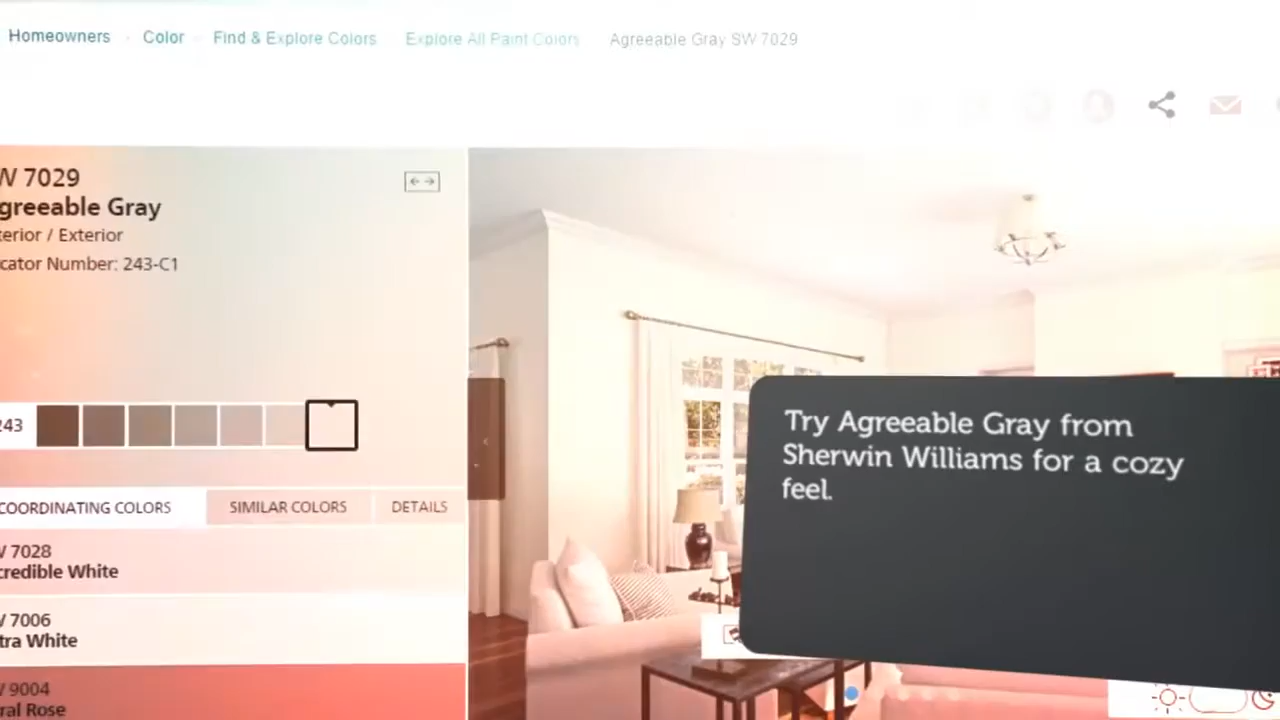 Homeowners Color Find & Explore Colors Explore All Paint Colors Agreeable Gray SW 7029
W 7029
greeable Gray
terior / Exterior
cator Number: 243-C1
243
COORDINATING COLORS SIMILAR COLORS DETAILS
W 7028
credible White
W 7006
tra White
W 9004
ral Rose
Try Agreeable Gray from
Sherwin Williams for a cozy
feel.